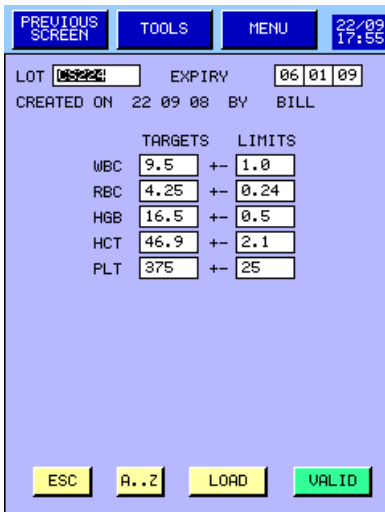 PREVIOUS SCREEN TOOLS MENU 22/09 17:55
LOT CS224 EXPIRY 06 01 09
CREATED ON 22 09 08 BY BILL
TARGETS LIMITS
WBC 9.5 +- 1.0
RBC 4.25 +- 0.24
HGB 16.5 +- 0.5
HCT 46.9 +- 2.1
PLT 375 +- 25
ESC A..Z LOAD VALID